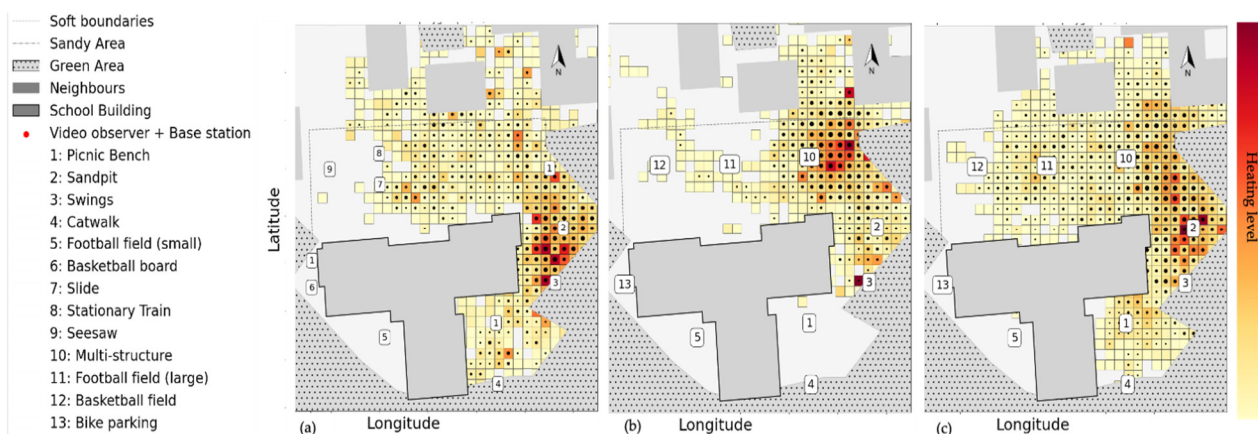 Soft boundaries
Sandy Area
Green Area
Neighbours
School Building
Video observer + Base station
1: Picnic Bench
2: Sandpit
3: Swings
4: Catwalk
5: Football field (small)
6: Basketball board
7: Slide
8: Stationary Train
9: Seesaw
10: Multi-structure
11: Football field (large)
12: Basketball field
13: Bike parking
Latitude
N
8
9
1
7
2
1
6
3
1
5
4
Longitude
(a)
N
10
12
11
2
13
3
1
5
4
(b)
Longitude
N
10
12
11
2
13
3
1
5
4
(c)
Longitude
Heating level